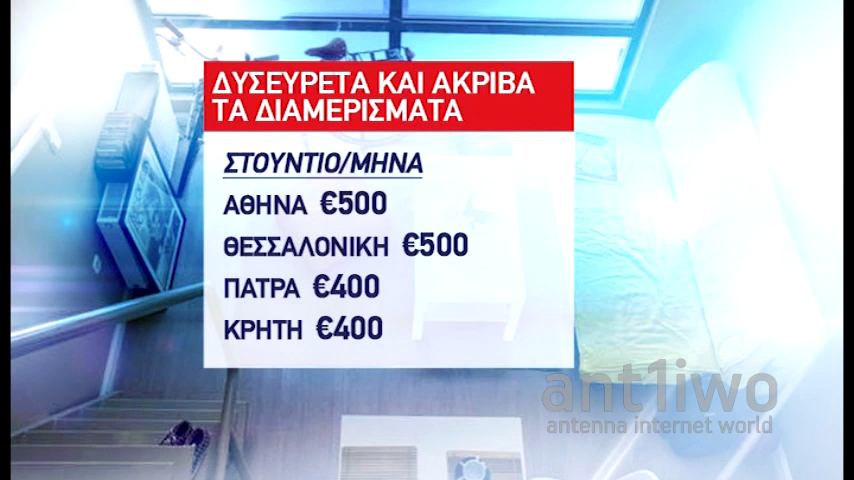 ΔΥΣΕΥΡΕΤΑ ΚΑΙ ΑΚΡΙΒΑ
ΤΑ ΔΙΑΜΕΡΙΣΜΑΤΑ
ΣΤΟΥΝΤΙΟ/ΜΗΝΑ
ΑΘΗΝΑ €500
ΘΕΣΣΑΛΟΝΙΚΗ €500
ΠΑΤΡΑ €400
ΚΡΗΤΗ €400
ant1iwo
antenna internet world